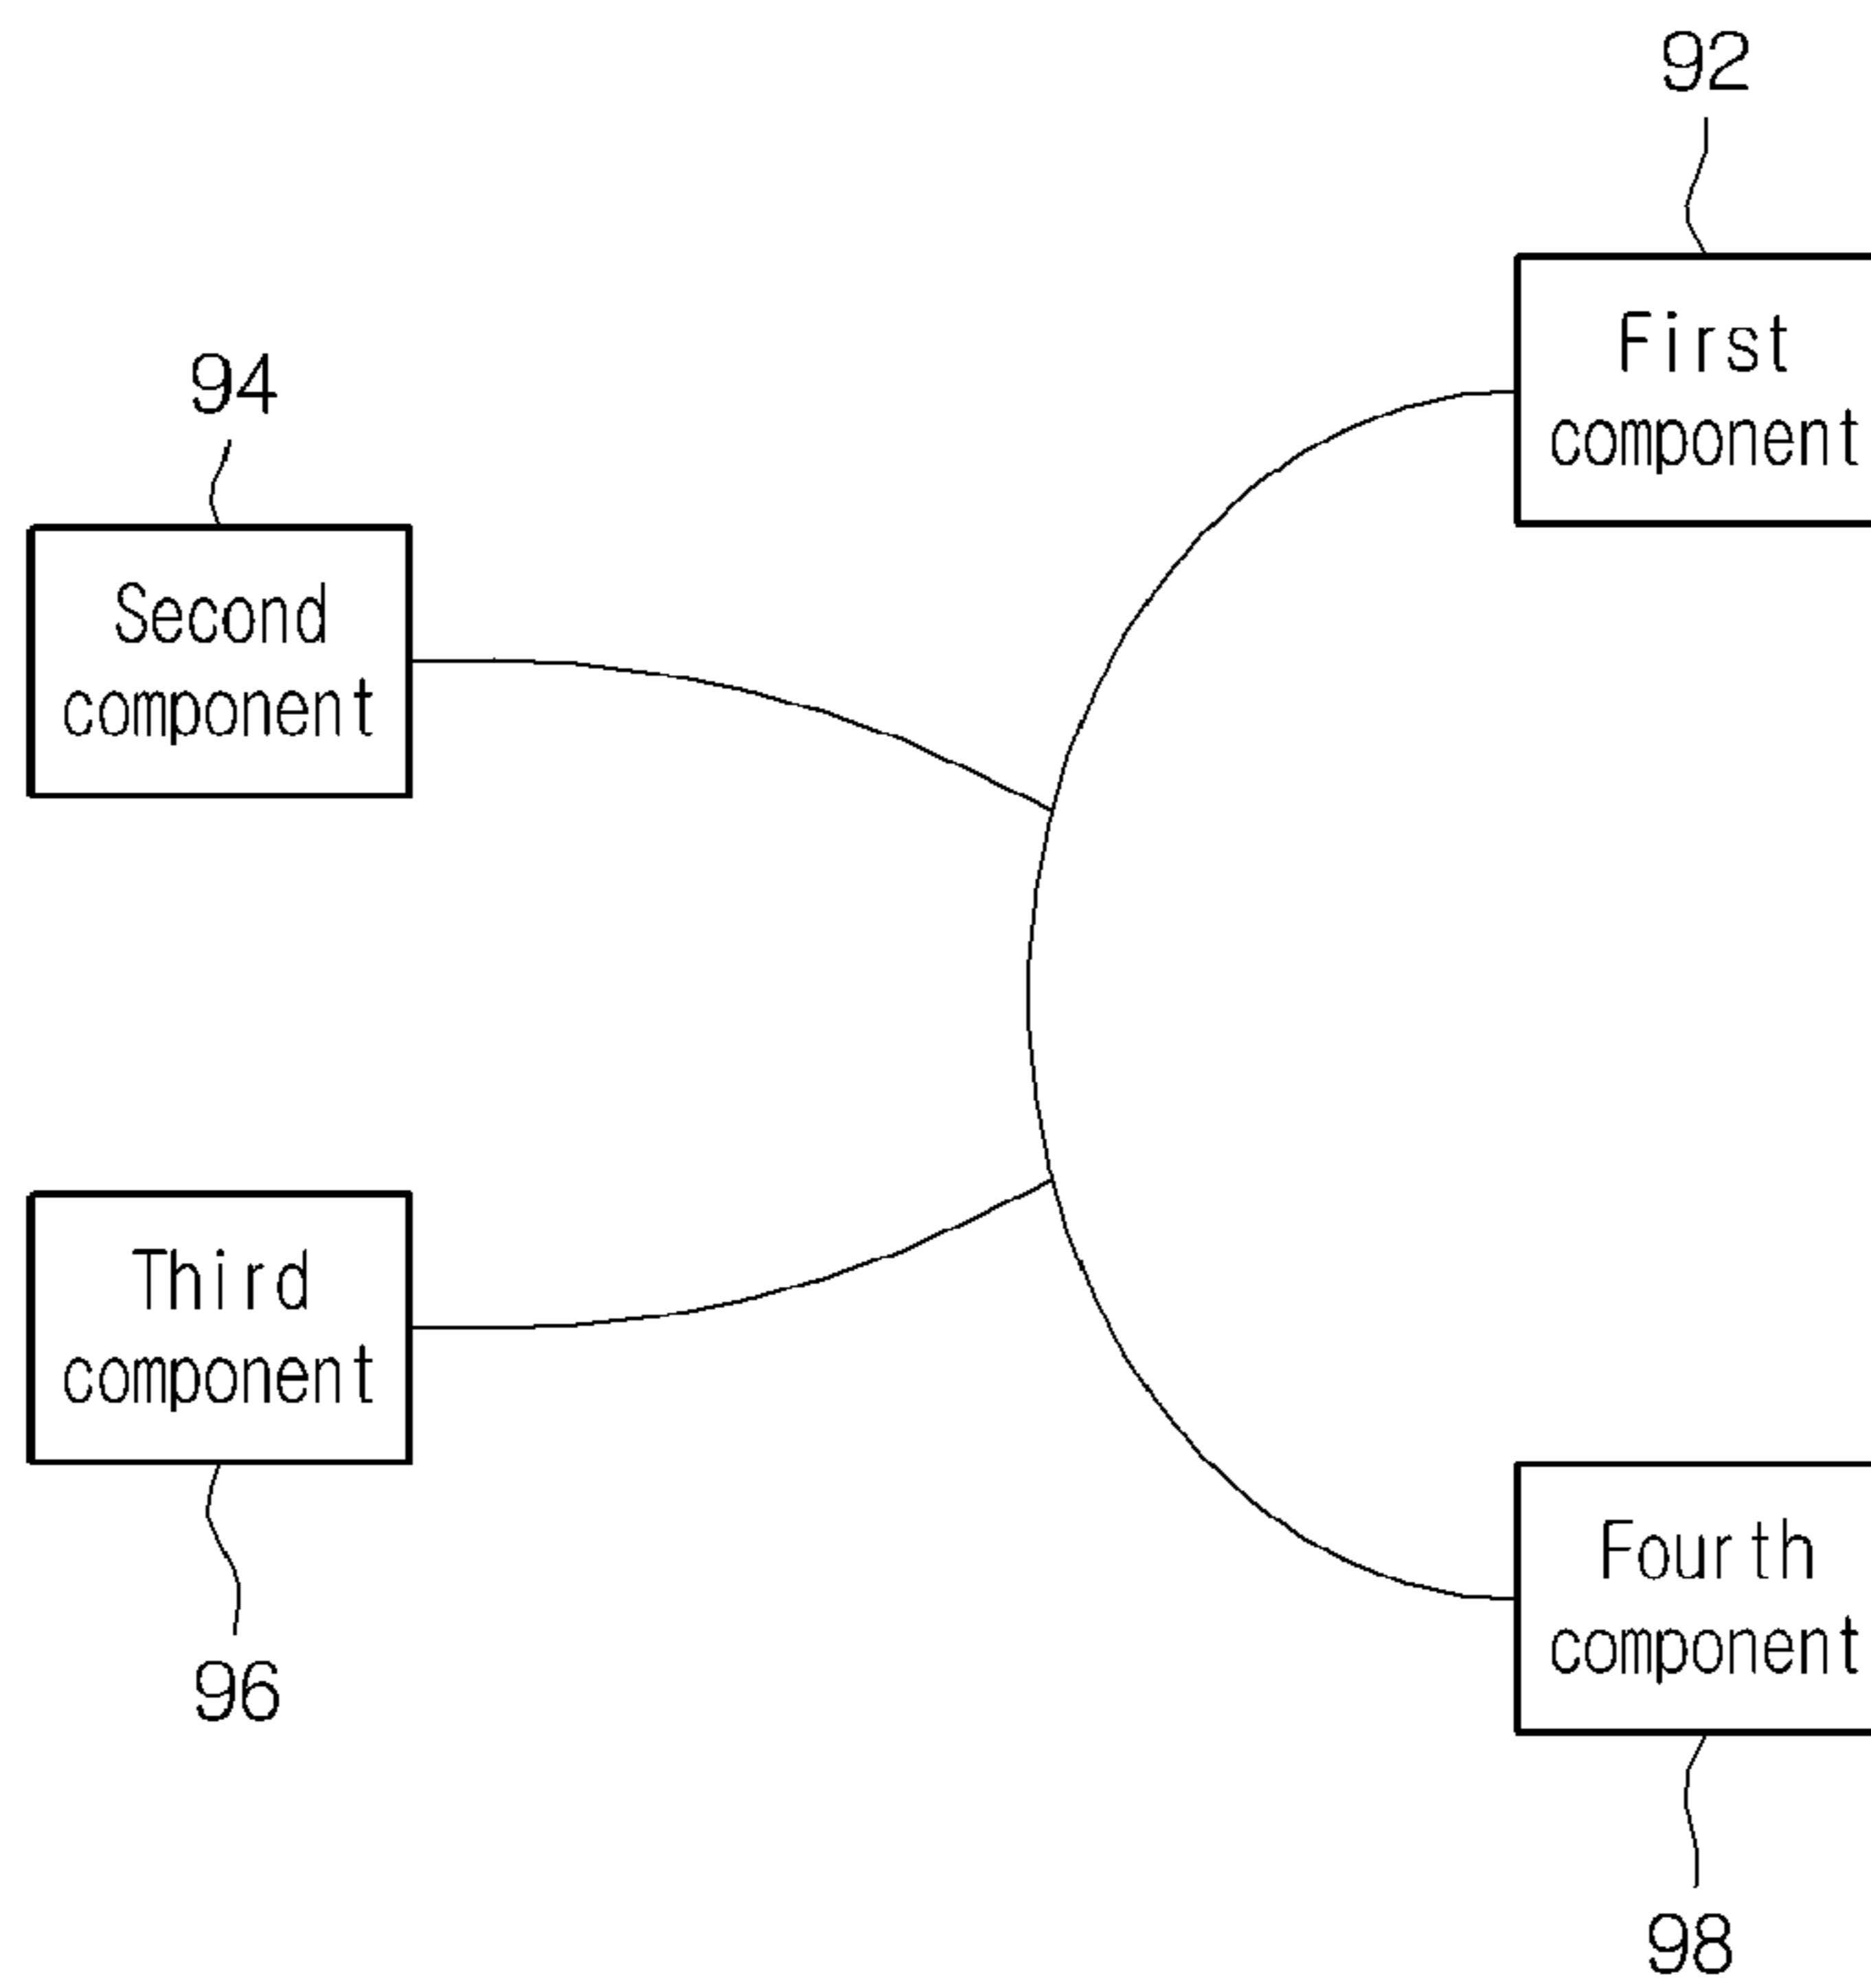 92
First
component
94
Second
component
Third
component
96
Fourth
component
98